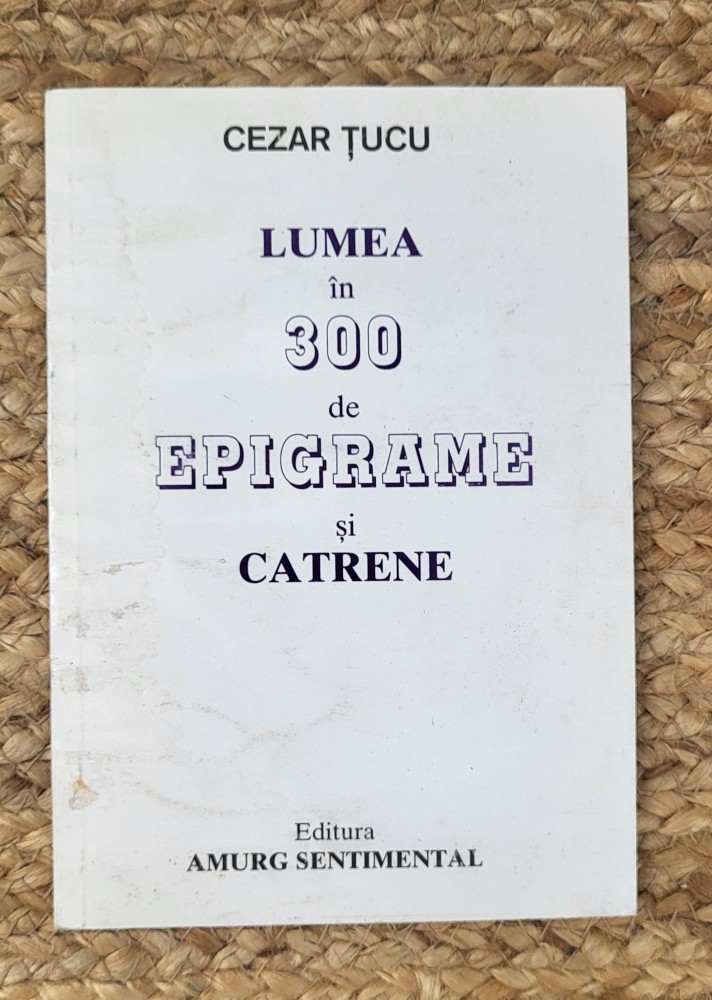 CEZAR ȚUCU
LUMEA
în
300
de
EPIGRAME
și
CATRENE
Editura
AMURG SENTIMENTAL